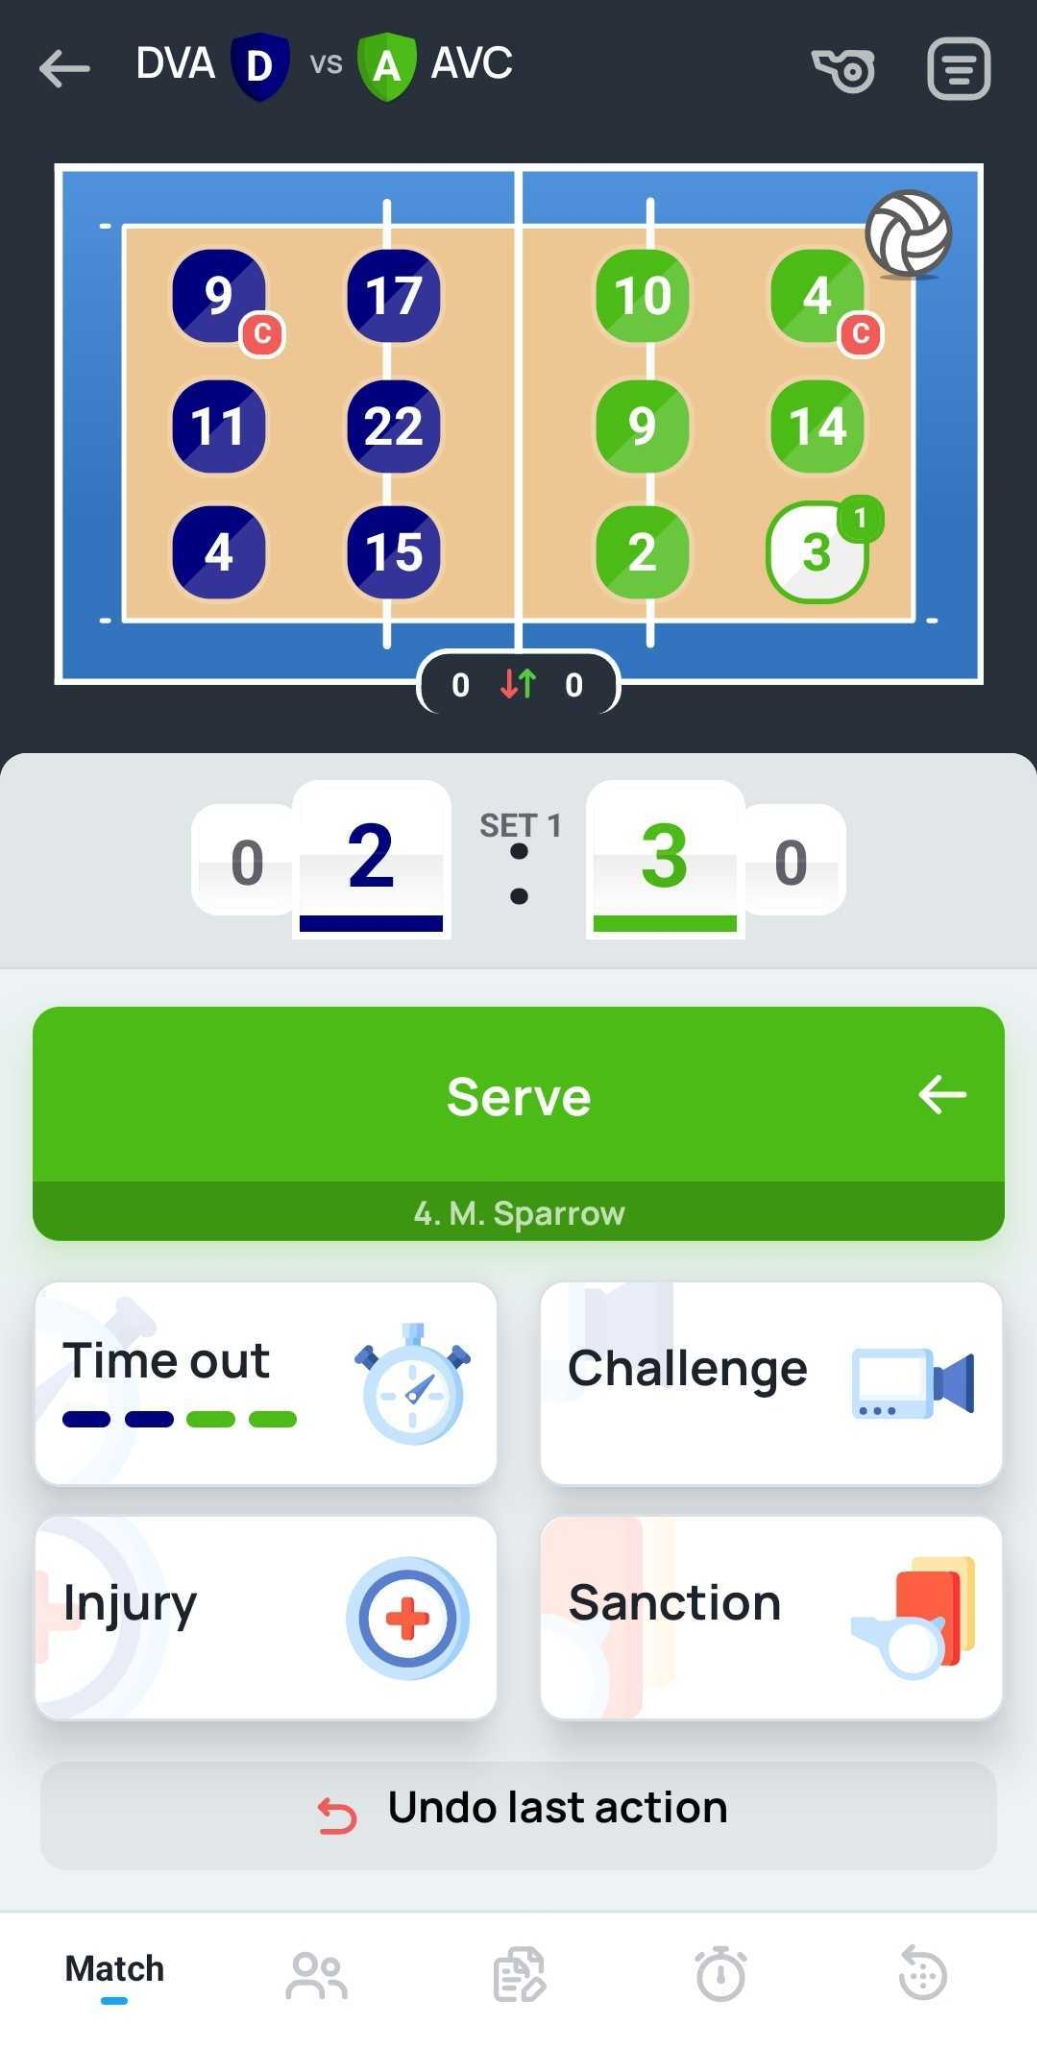 DVA D vs A AVC
9 17 10 4
C C
11 22 9 14
1
4 15 2 3
0 0
SET 1
0 2 : 3 0
Serve
4. M. Sparrow
Time out
Challenge
Injury
Sanction
Undo last action
Match